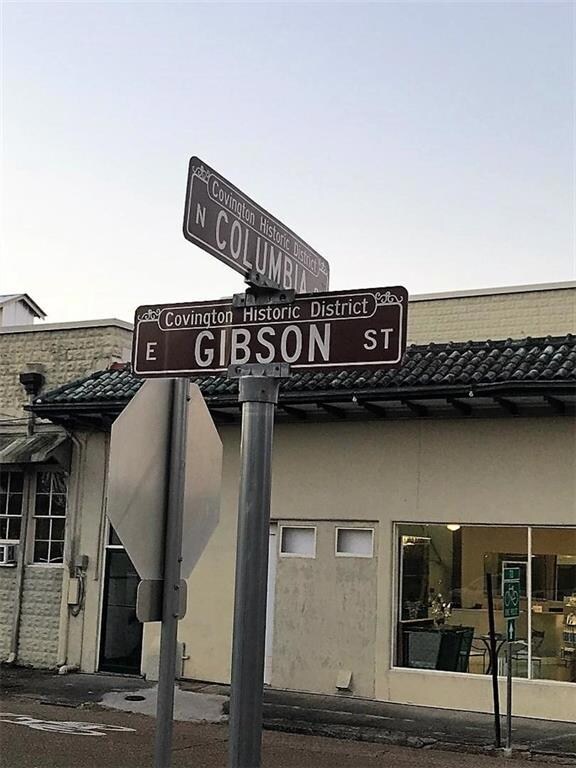 Covington Historic District
N COLUMBIA
Covington Historic District
E GIBSON ST